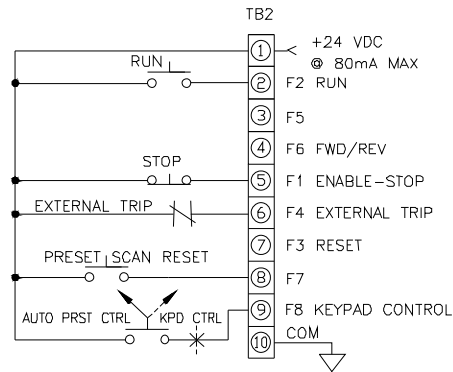 TB2
1 +24 VDC
@ 80mA MAX
RUN
2 F2 RUN
3 F5
4 F6 FWD/REV
STOP
5 F1 ENABLE-STOP
EXTERNAL TRIP
6 F4 EXTERNAL TRIP
7 F3 RESET
PRESET SCAN RESET
8 F7
9 F8 KEYPAD CONTROL
AUTO PRST CTRL KPD CTRL
10 COM